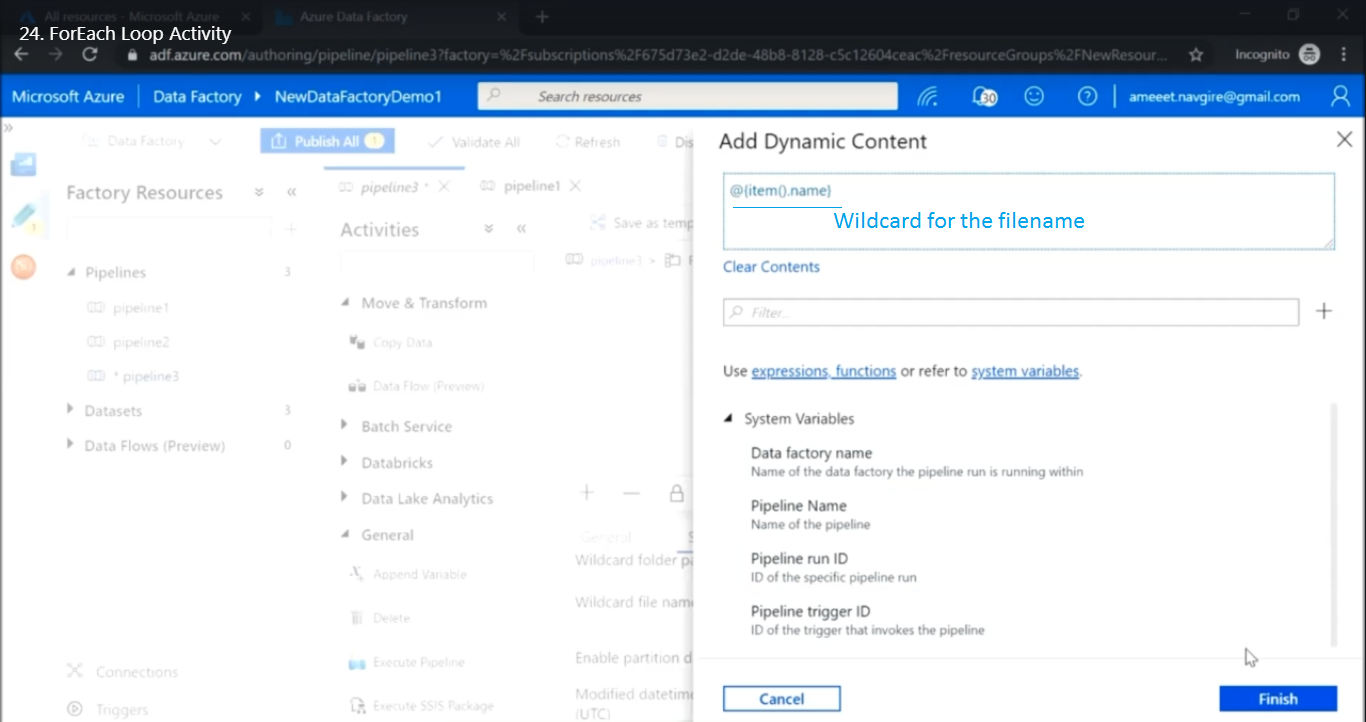 All resources - Microsoft Azure
Azure Data Factory
24. ForEach Loop Activity
adf.azure.com/authoring/pipeline/pipeline3?factory=%2Fsubscriptions%2F675d73e2-d2de-48b8-8128-c5c12604ceac%2FresourceGroups%2FNewResour...
Incognito
Microsoft Azure
Data Factory
NewDataFactoryDemo1
Search resources
30
ameeet.navgire@gmail.com
Data Factory
Publish All 1
Validate All
Refresh
Dis
Factory Resources
pipeline3 *
pipeline1
Activities
Save as temp
pipeline3 >
Pipelines 3
pipeline1
pipeline2
* pipeline3
Datasets 3
Data Flows (Preview) 0
Connections
Triggers
Move & Transform
Copy Data
Data Flow (Preview)
Batch Service
Databricks
Data Lake Analytics
General
Append Variable
Delete
Execute Pipeline
Execute SSIS Package
General
Wildcard folder pa
Wildcard file name
Enable partition d
Modified datetime
(UTC)
Add Dynamic Content
@{item().name}
Wildcard for the filename
Clear Contents
Filter...
Use expressions, functions or refer to system variables.
System Variables
Data factory name
Name of the data factory the pipeline run is running within
Pipeline Name
Name of the pipeline
Pipeline run ID
ID of the specific pipeline run
Pipeline trigger ID
ID of the trigger that invokes the pipeline
Cancel
Finish